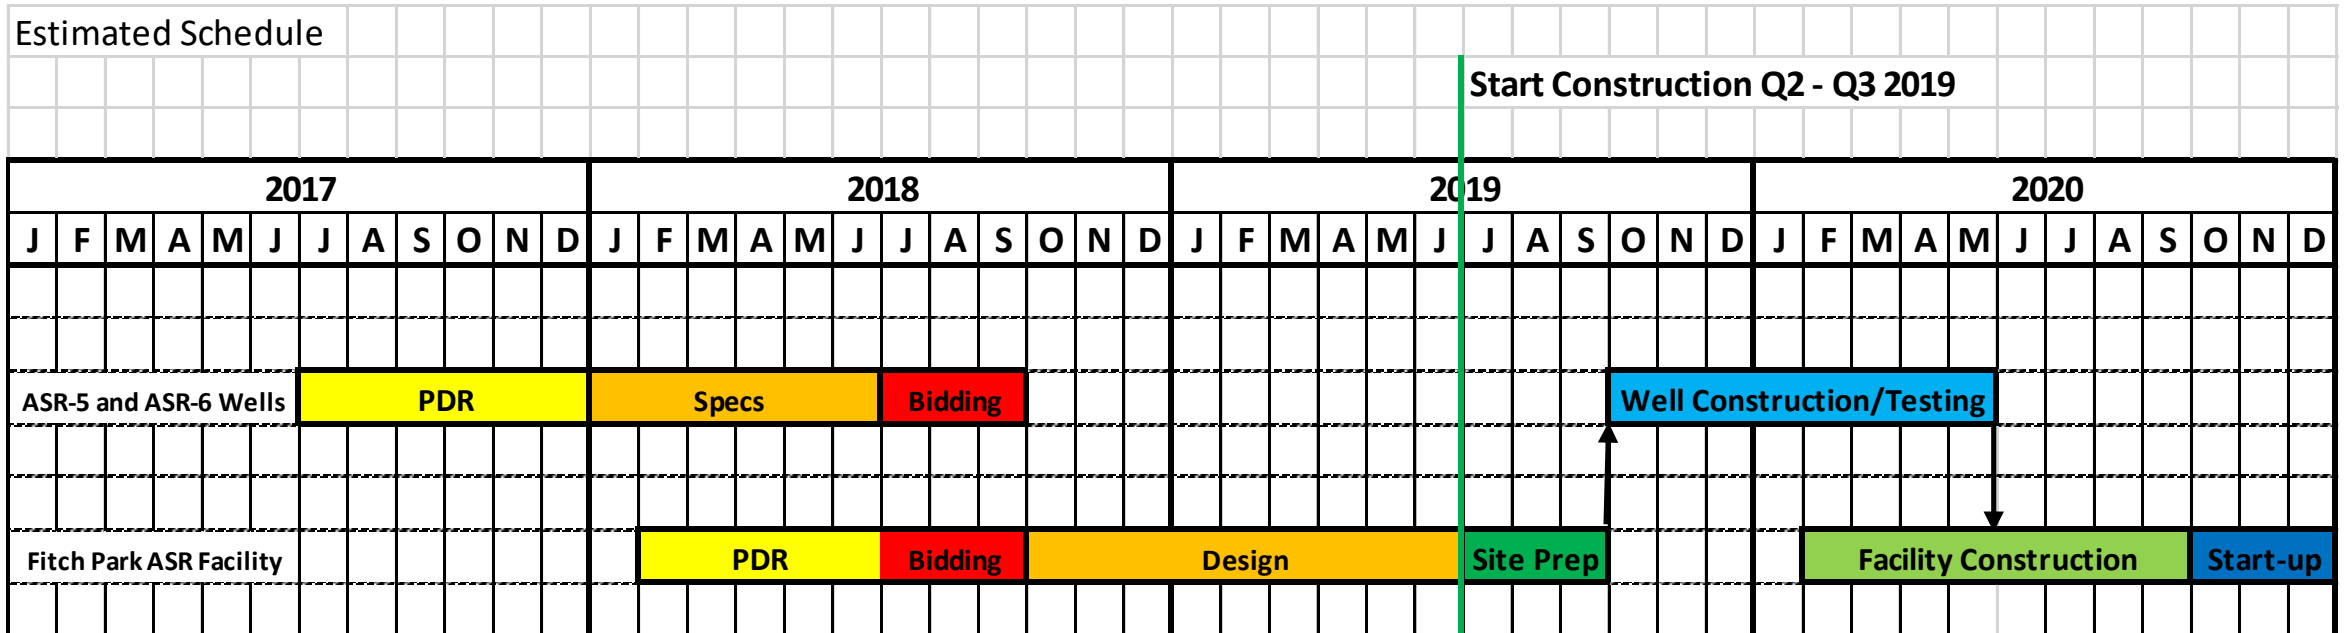 Estimated Schedule
Start Construction Q2 - Q3 2019
2017 2018 2019 2020
J F M A M J J A S O N D J F M A M J J A S O N D J F M A M J J A S O N D J F M A M J J A S O N D
ASR-5 and ASR-6 Wells PDR Specs Bidding Well Construction/Testing
Fitch Park ASR Facility PDR Bidding Design Site Prep Facility Construction Start-up